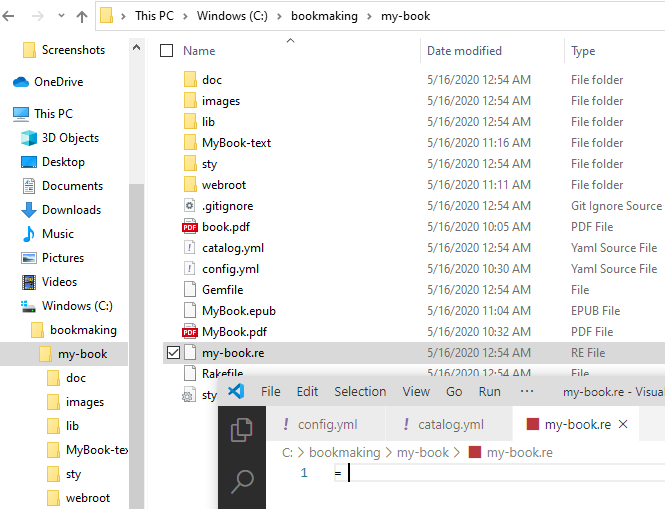 This PC > Windows (C:) > bookmaking > my-book
Screenshots
OneDrive
This PC
3D Objects
Desktop
Documents
Downloads
Music
Pictures
Videos
Windows (C:)
bookmaking
my-book
doc
images
lib
MyBook-tex
sty
webroot
Name Date modified Type
doc 5/16/2020 12:54 AM File folder
images 5/16/2020 12:54 AM File folder
lib 5/16/2020 12:54 AM File folder
MyBook-text 5/16/2020 11:16 AM File folder
sty 5/16/2020 12:54 AM File folder
webroot 5/16/2020 11:11 AM File folder
.gitignore 5/16/2020 12:54 AM Git Ignore Source
book.pdf 5/16/2020 10:05 AM PDF File
catalog.yml 5/16/2020 12:54 AM Yaml Source File
config.yml 5/16/2020 10:30 AM Yaml Source File
Gemfile 5/16/2020 12:54 AM File
MyBook.epub 5/16/2020 11:04 AM EPUB File
MyBook.pdf 5/16/2020 10:32 AM PDF File
my-book.re 5/16/2020 12:54 AM RE File
Rakefile 5/16/2020 12:54 AM File
sty
File Edit Selection View Go Run ··· my-book.re - Visua
! config.yml ! catalog.yml my-book.re ×
C: > bookmaking > my-book > my-book.re
1 =